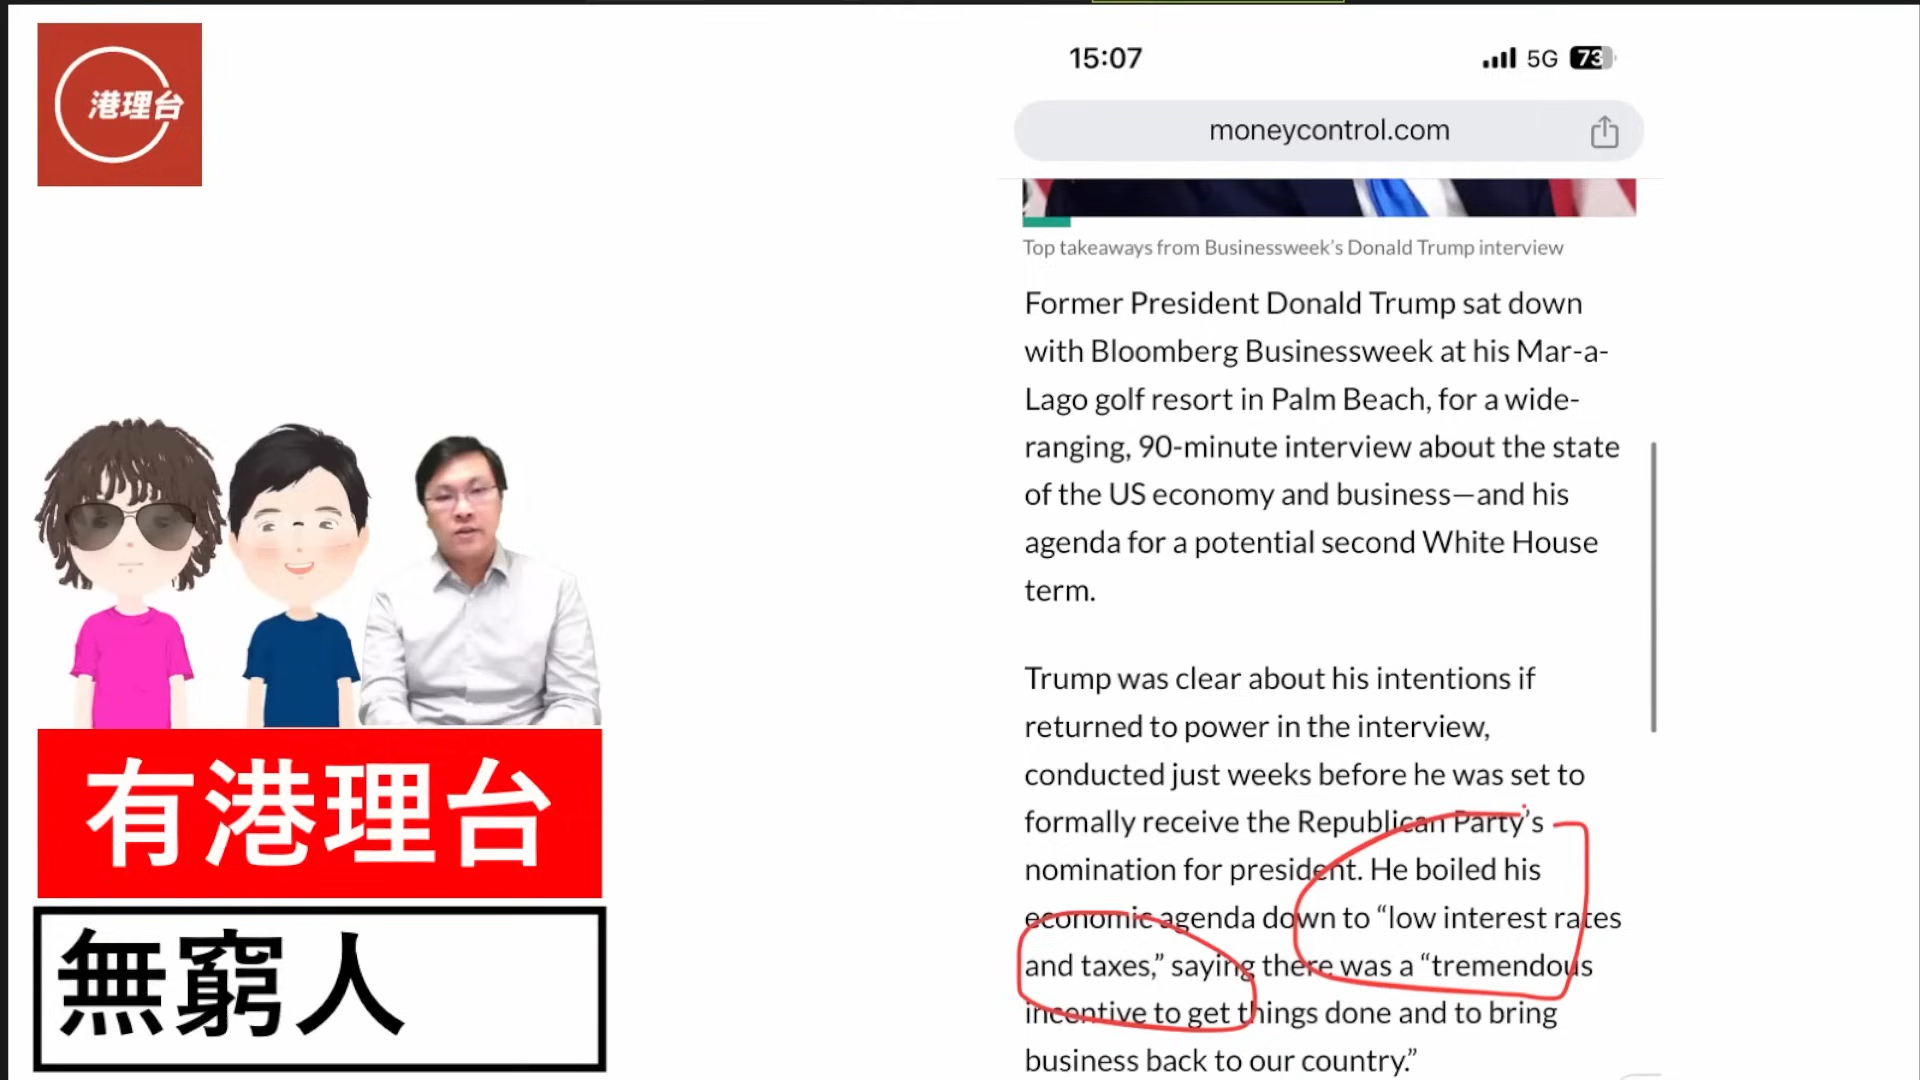 港理台
有港理台
無窮人
15:07
5G
73
moneycontrol.com
Top takeaways from Businessweek's Donald Trump interview
Former President Donald Trump sat down
with Bloomberg Businessweek at his Mar-a-
Lago golf resort in Palm Beach, for a wide-
ranging, 90-minute interview about the state
of the US economy and business—and his
agenda for a potential second White House
term.
Trump was clear about his intentions if
returned to power in the interview,
conducted just weeks before he was set to
formally receive the Republican Party's
nomination for president. He boiled his
economic agenda down to “low interest rates
and taxes,” saying there was a “tremendous
incentive to get things done and to bring
business back to our country.”